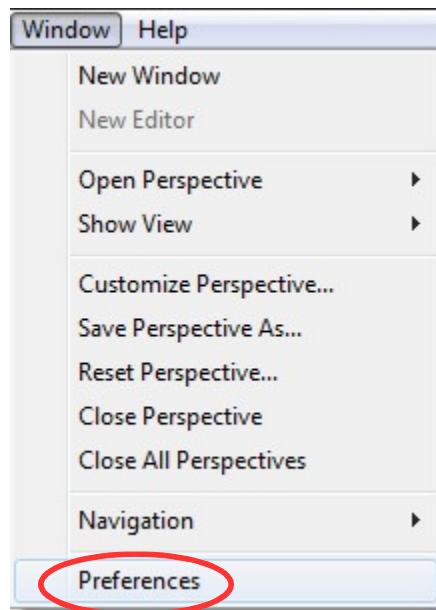 Window Help
New Window
New Editor
Open Perspective
Show View
Customize Perspective...
Save Perspective As...
Reset Perspective...
Close Perspective
Close All Perspectives
Navigation
Preferences